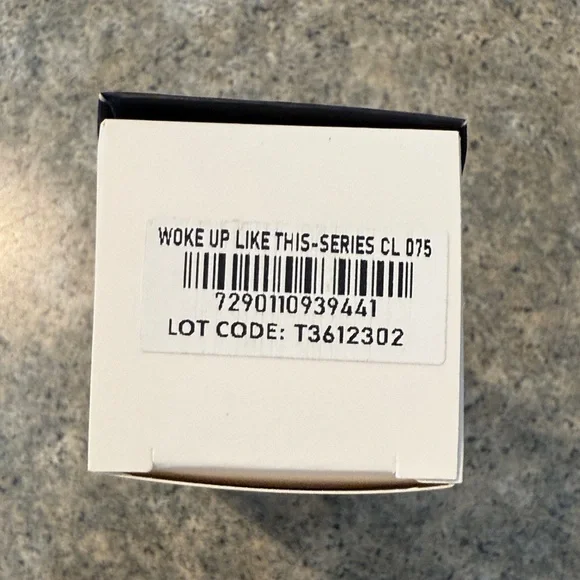 WOKE UP LIKE THIS-SERIES CL 075
7290110939441
LOT CODE: T3612302